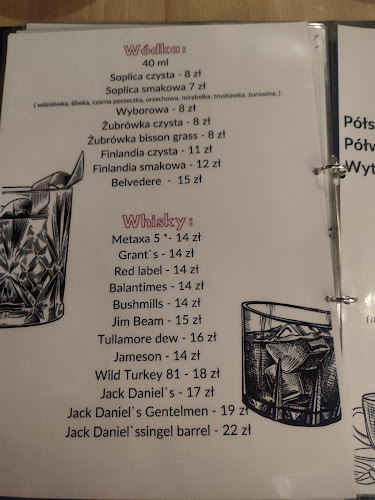 Wódka:
40 ml
Soplica czysta - 8 zł
Soplica smakowa 7 zł
( wiśniówka, śliwka, czarna porzeczka, orzechowa, mirabelka, truskawka, żurawina, )
Wyborowa - 8 zł
Żubrówka czysta - 8 zł
Żubrówka bisson grass - 8 zł
Finlandia czysta - 11 zł
Finlandia smakowa - 12 zł
Belvedere - 15 zł
Whisky:
Metaxa 5 *- 14 zł
Grant`s - 14 zł
Red label - 14 zł
Balantimes - 14 zł
Bushmills - 14 zł
Jim Beam - 15 zł
Tullamore dew - 16 zł
Jameson - 14 zł
Wild Turkey 81 - 18 zł
Jack Daniel`s - 17 zł
Jack Daniel`s Gentelmen - 19 zł
Jack Daniel`ssingel barrel - 22 zł
Półs
Półw
Wyt